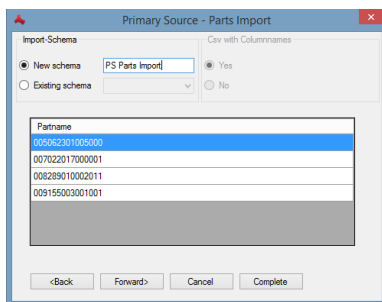 Primary Source - Parts Import
Import-Schema
Csv with Columnnames
New schema
PS Parts Import
Yes
Existing schema
No
Partname
005062301005000
007022017000001
008289010002011
009155003001001
<Back
Forward>
Cancel
Complete